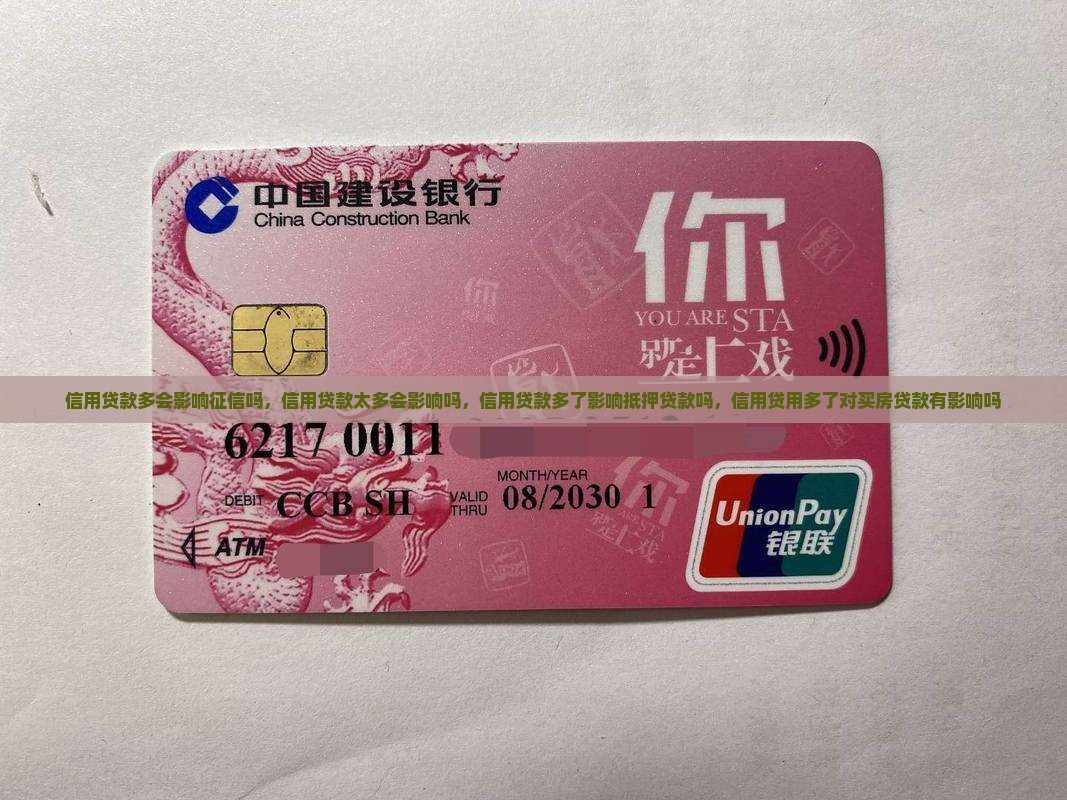 中国建设银行
China Construction Bank
你
YOU ARE STA
就是上戏
信用贷款多会影响征信吗，信用贷款太多会影响吗，信用贷款多了影响抵押贷款吗，信用贷用多了对买房贷款有影响吗
6217 0011
MONTH/YEAR
DEBIT CCB SH VALID THRU 08/2030 1
ATM
UnionPay
银联